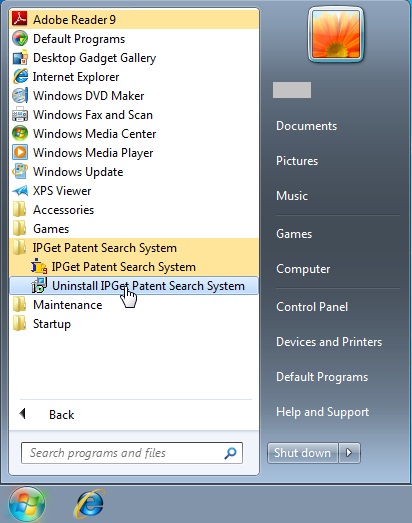 Adobe Reader 9
Default Programs
Desktop Gadget Gallery
Internet Explorer
Windows DVD Maker
Windows Fax and Scan
Windows Media Center
Windows Media Player
Windows Update
XPS Viewer
Accessories
Games
IPGet Patent Search System
IPGet Patent Search System
Uninstall IPGet Patent Search System
Maintenance
Startup
Back
Search programs and files
Documents
Pictures
Music
Games
Computer
Control Panel
Devices and Printers
Default Programs
Help and Support
Shut down